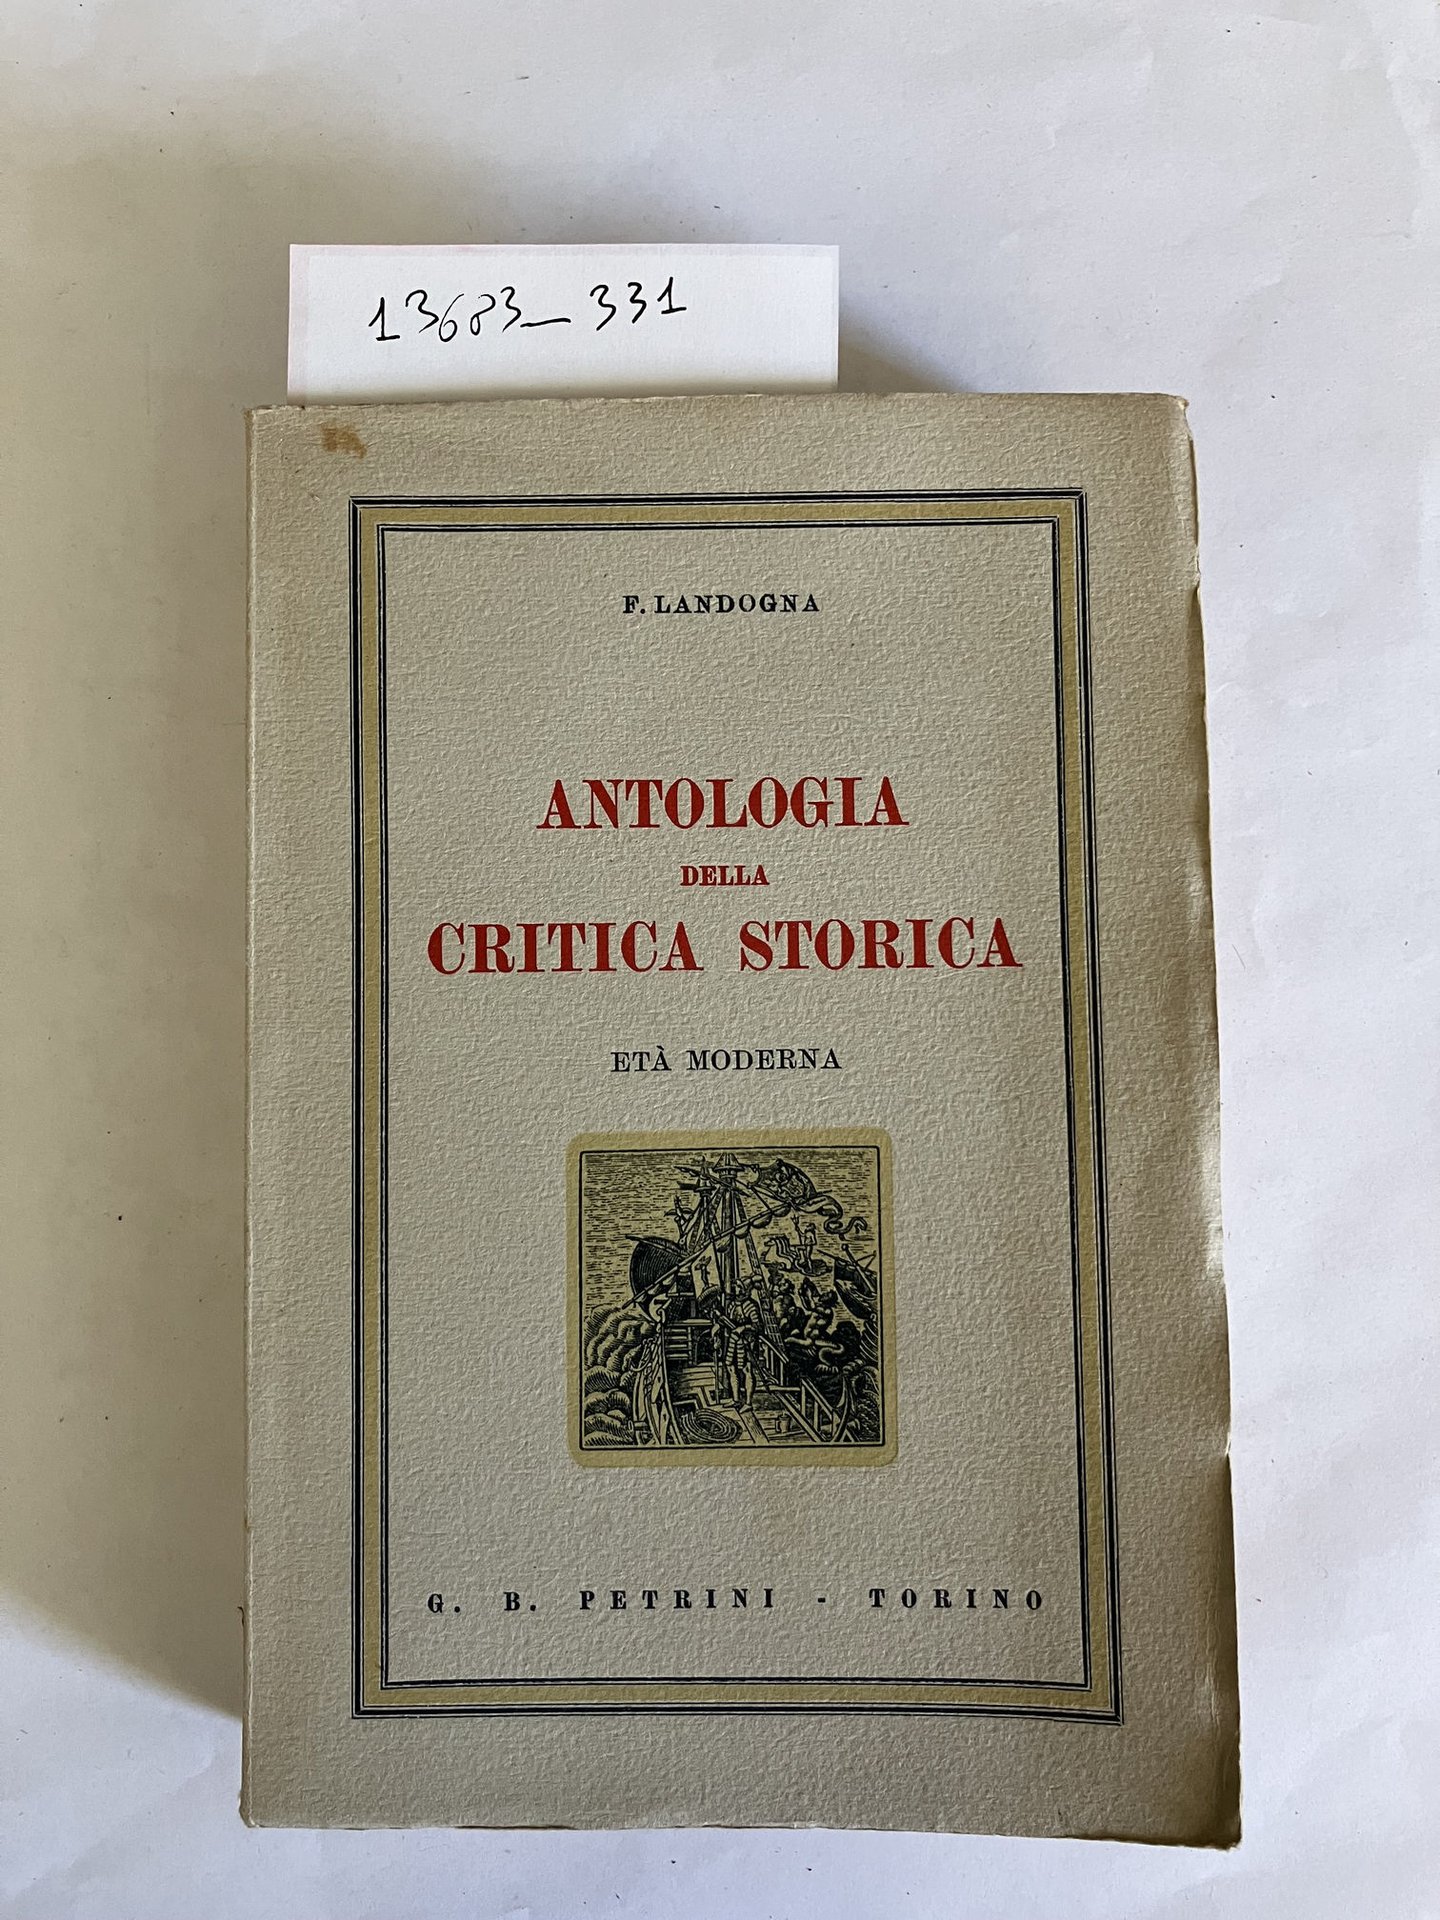 13683_331
F. LANDOGNA
ANTOLOGIA
DELLA
CRITICA STORICA
ETÀ MODERNA
G. B. PETRINI - TORINO